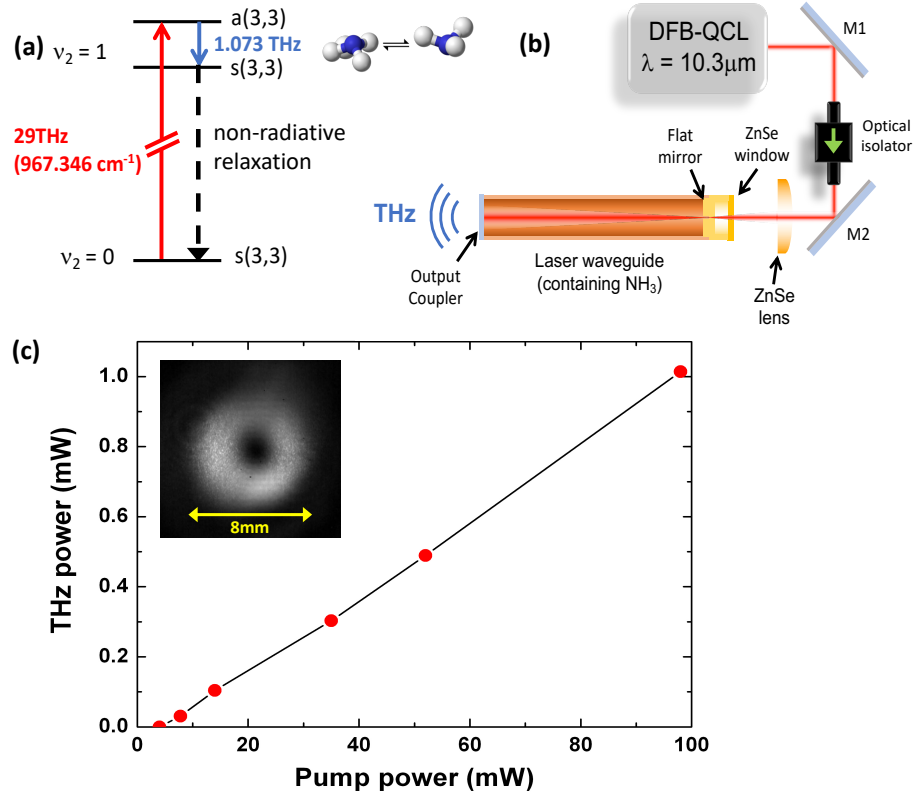 (a)
a(3,3)
ν₂ = 1
1.073 THz
s(3,3)
29THz
(967.346 cm⁻¹)
non-radiative
relaxation
ν₂ = 0
s(3,3)
(b)
DFB-QCL
λ = 10.3μm
M1
Optical
isolator
Flat
mirror
ZnSe
window
THz
M2
Output
Coupler
Laser waveguide
(containing NH₃)
ZnSe
lens
(c)
THz power (mW)
1.0
0.8
0.6
0.4
0.2
0.0
8mm
0
20
40
60
80
100
Pump power (mW)